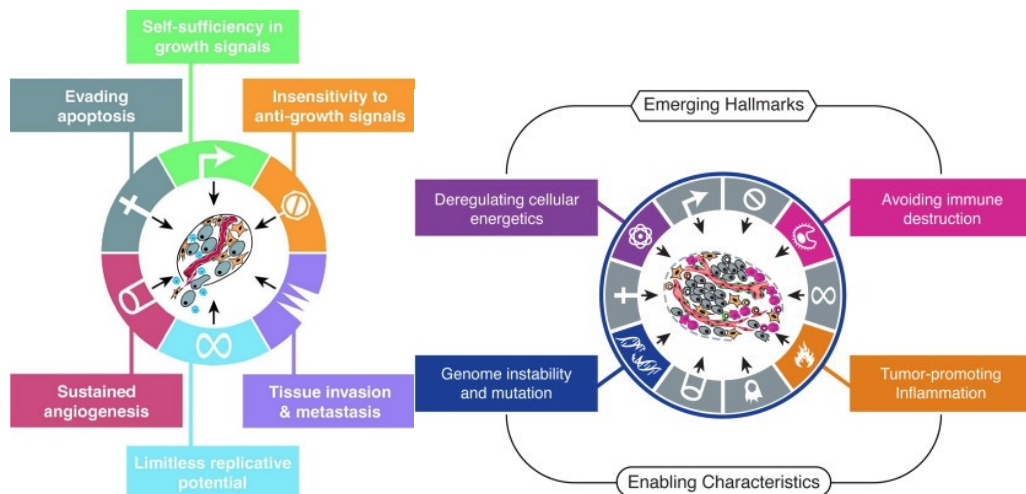 Self-sufficiency in
growth signals
Evading
apoptosis
Insensitivity to
anti-growth signals
Sustained
angiogenesis
Tissue invasion
& metastasis
Limitless replicative
potential
Emerging Hallmarks
Deregulating cellular
energetics
Avoiding immune
destruction
Genome instability
and mutation
Tumor-promoting
Inflammation
Enabling Characteristics